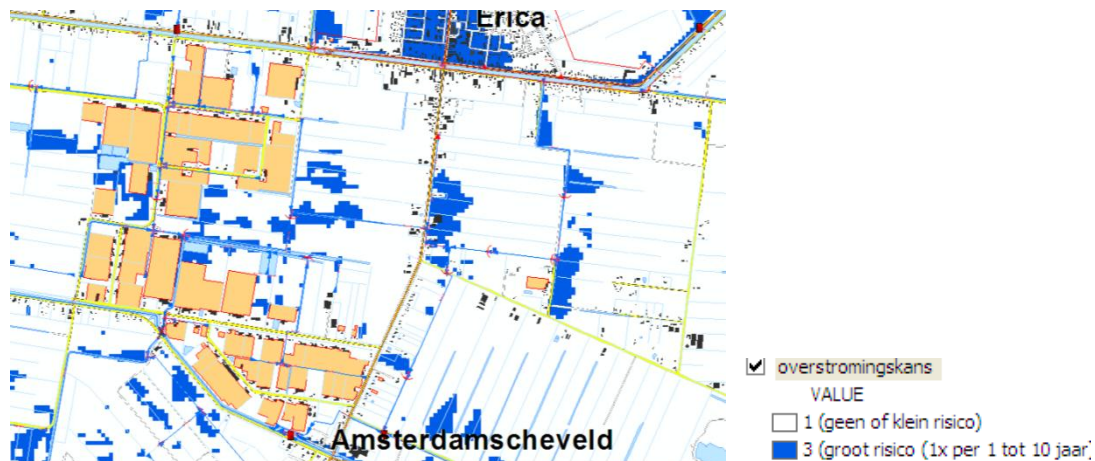 Erica
Amsterdamscheveld
overstromingskans
VALUE
1 (geen of klein risico)
3 (groot risico (1x per 1 tot 10 jaar)